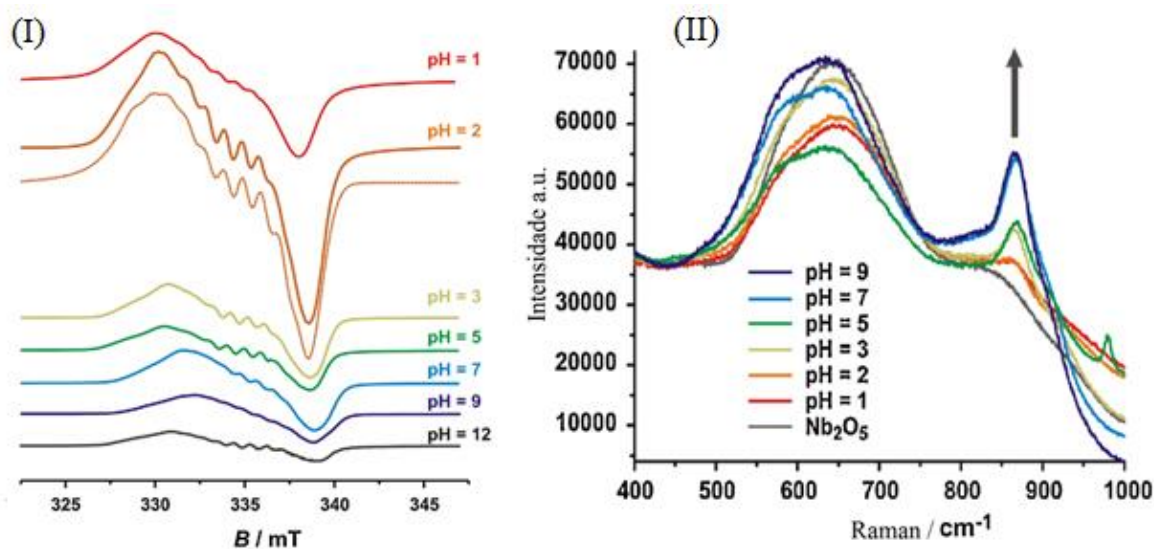 (I)
pH = 1
pH = 2
pH = 3
pH = 5
pH = 7
pH = 9
pH = 12
325 330 335 340 345
B / mT
(II)
70000
60000
50000
40000
30000
20000
10000
Intensidade a.u.
pH = 9
pH = 7
pH = 5
pH = 3
pH = 2
pH = 1
Nb₂O₅
400 500 600 700 800 900 1000
Raman / cm⁻¹